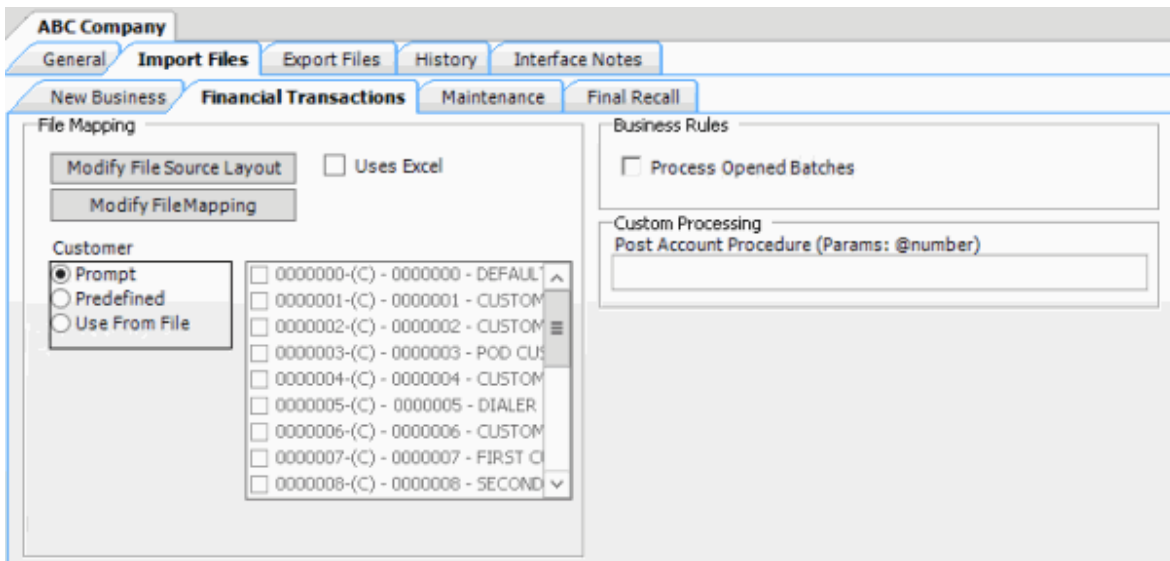 ABC Company
General Import Files Export Files History Interface Notes
New Business Financial Transactions Maintenance Final Recall
File Mapping
Modify File Source Layout Uses Excel
Modify FileMapping
Customer
Prompt
Predefined
Use From File
0000000-(C) - 0000000 - DEFAULT
0000001-(C) - 0000001 - CUSTOM
0000002-(C) - 0000002 - CUSTOM
0000003-(C) - 0000003 - POD CUS
0000004-(C) - 0000004 - CUSTOM
0000005-(C) - 0000005 - DIALER
0000006-(C) - 0000006 - CUSTOM
0000007-(C) - 0000007 - FIRST CU
0000008-(C) - 0000008 - SECOND
Business Rules
Process Opened Batches
Custom Processing
Post Account Procedure (Params: @number)